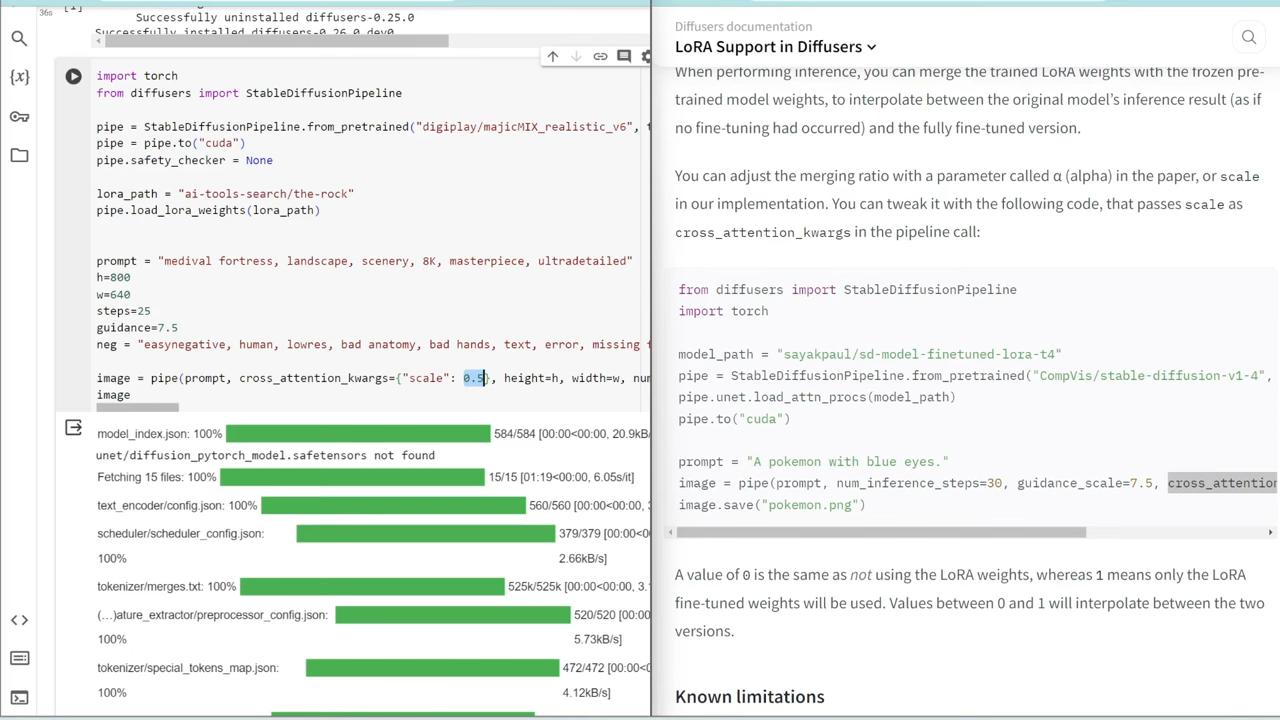 36s
Successfully uninstalled diffusers-0.25.0
Successfully installed diffusers-0.26.0.dev0
import torch
from diffusers import StableDiffusionPipeline
pipe = StableDiffusionPipeline.from_pretrained("digiplay/majicMIX_realistic_v6", t
pipe = pipe.to("cuda")
pipe.safety_checker = None
lora_path = "ai-tools-search/the-rock"
pipe.load_lora_weights(lora_path)
prompt = "medival fortress, landscape, scenery, 8K, masterpiece, ultradetailed"
h=800
w=640
steps=25
guidance=7.5
neg = "easynegative, human, lowres, bad anatomy, bad hands, text, error, missing f
image = pipe(prompt, cross_attention_kwargs={"scale": 0.5}, height=h, width=w, num
image
model_index.json: 100% 584/584 [00:00<00:00, 20.9kB/
unet/diffusion_pytorch_model.safetensors not found
Fetching 15 files: 100% 15/15 [01:19<00:00, 6.05s/it]
text_encoder/config.json: 100% 560/560 [00:00<00:00,
scheduler/scheduler_config.json: 379/379 [00:00<00:0
100% 2.66kB/s]
tokenizer/merges.txt: 100% 525k/525k [00:00<00:00, 3.
(…)ature_extractor/preprocessor_config.json: 520/520 [00:00<00:0
100% 5.73kB/s]
tokenizer/special_tokens_map.json: 472/472 [00:00<00:0
100% 4.12kB/s]
Diffusers documentation
LoRA Support in Diffusers
When performing inference, you can merge the trained LoRA weights with the frozen pre-
trained model weights, to interpolate between the original model's inference result (as if
no fine-tuning had occurred) and the fully fine-tuned version.
You can adjust the merging ratio with a parameter called α (alpha) in the paper, or scale
in our implementation. You can tweak it with the following code, that passes scale as
cross_attention_kwargs in the pipeline call:
from diffusers import StableDiffusionPipeline
import torch
model_path = "sayakpaul/sd-model-finetuned-lora-t4"
pipe = StableDiffusionPipeline.from_pretrained("CompVis/stable-diffusion-v1-4",
pipe.unet.load_attn_procs(model_path)
pipe.to("cuda")
prompt = "A pokemon with blue eyes."
image = pipe(prompt, num_inference_steps=30, guidance_scale=7.5, cross_attention
image.save("pokemon.png")
A value of 0 is the same as not using the LoRA weights, whereas 1 means only the LoRA
fine-tuned weights will be used. Values between 0 and 1 will interpolate between the two
versions.
Known limitations